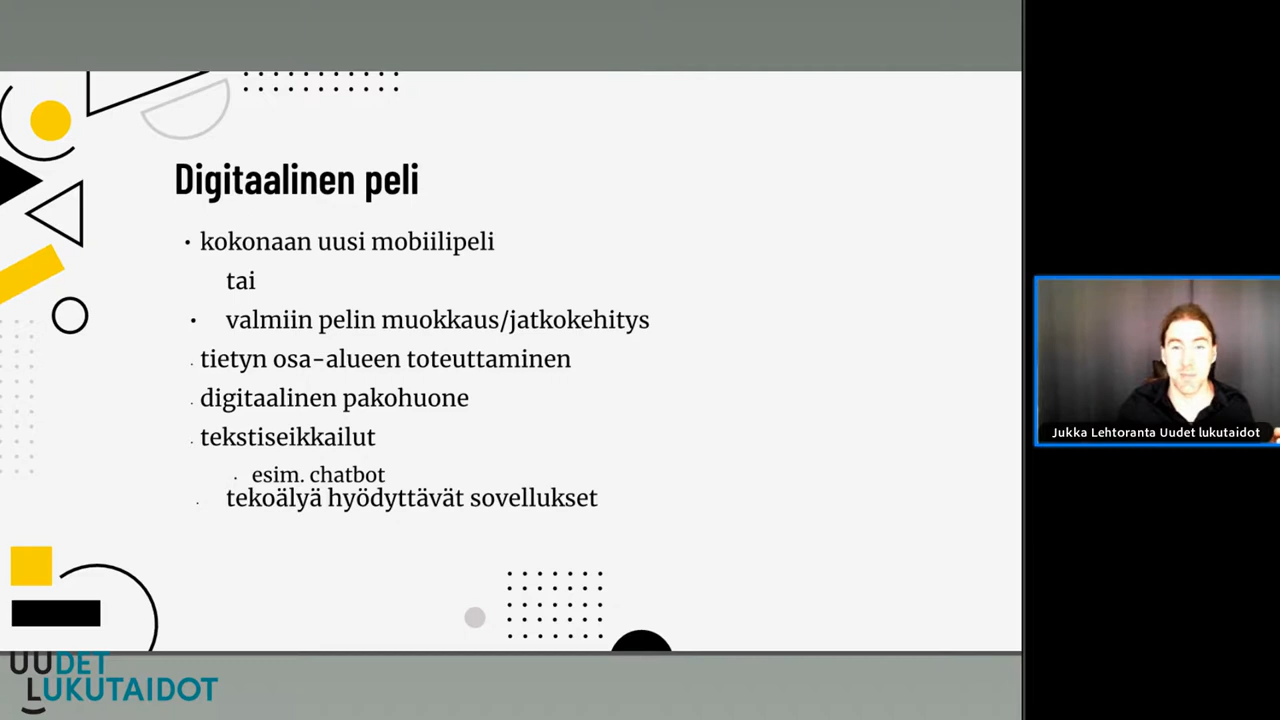 Digitaalinen peli
• kokonaan uusi mobiilipeli
tai
• valmiin pelin muokkaus/jatkokehitys
· tietyn osa-alueen toteuttaminen
· digitaalinen pakohuone
· tekstiseikkailut
· esim. chatbot
· tekoälyä hyödyttävät sovellukset
Jukka Lehtoranta Uudet lukutaidot
UUDET
LUKUTAIDOT